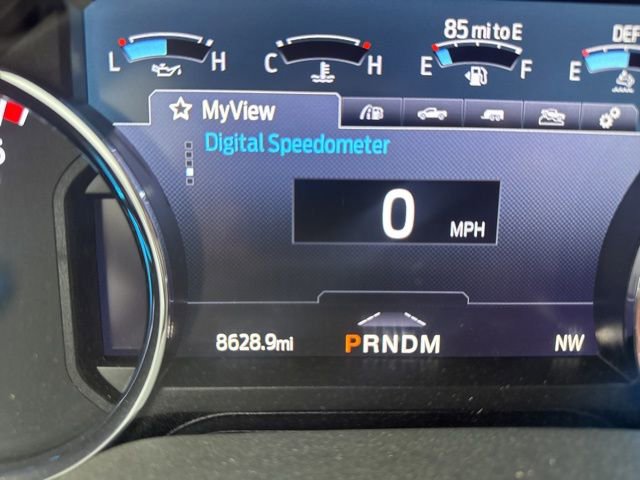 85 mi to E DEF
L H C H E F E
MyView
Digital Speedometer
0 MPH
8628.9mi PRNDM NW